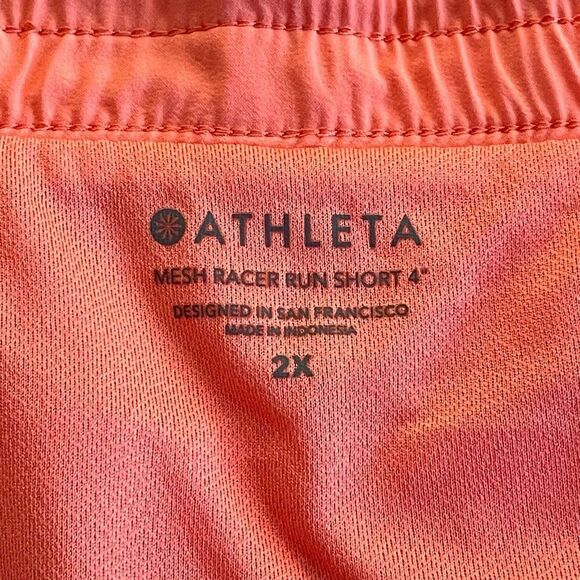 ATHLETA
MESH RACER RUN SHORT 4"
DESIGNED IN SAN FRANCISCO
MADE IN INDONESIA
2X